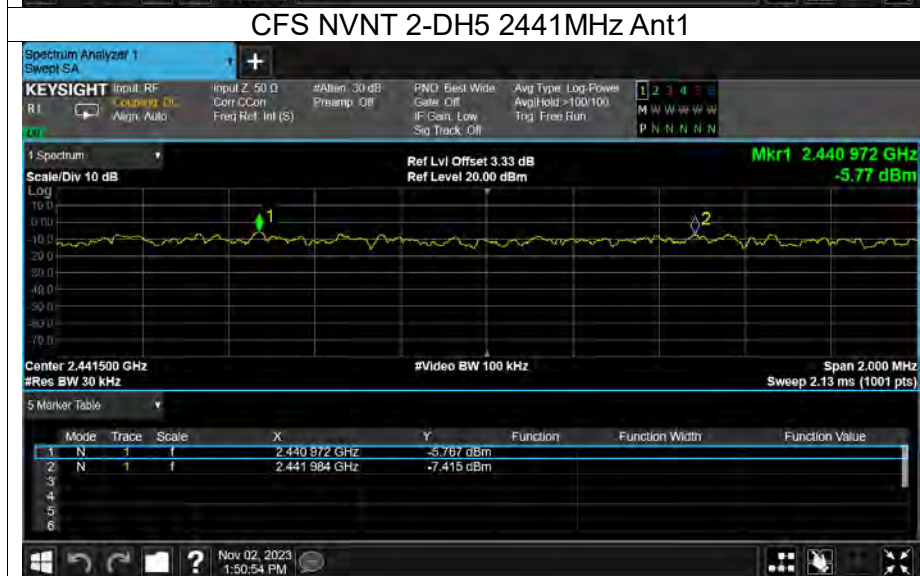 CFS NVNT 2-DH5 2441MHz Ant1
Spectrum Analyzer 1
Swept SA
+
KEYSIGHT Input: RF Input Z: 50 Ω #Atten: 30 dB PNO: Best Wide Avg Type: Log-Power 1 2 3 4 5 6
R1 Coupling: DC Corr CCorr Preamp: Off Gate: Off Avg|Hold:>100/100 M W W W W W
Align: Auto Freq Ref: Int (S) IF Gain: Low Trig: Free Run
Sig Track: Off P N N N N N
1 Spectrum Ref Lvl Offset 3.33 dB Mkr1 2.440 972 GHz
Scale/Div 10 dB Ref Level 20.00 dBm -5.77 dBm
Log
10.0
0.00
-10.0
-20.0
-30.0
-40.0
-50.0
-60.0
-70.0
1
2
Center 2.441500 GHz #Video BW 100 kHz Span 2.000 MHz
#Res BW 30 kHz Sweep 2.13 ms (1001 pts)
5 Marker Table
Mode Trace Scale X Y Function Function Width Function Value
1 N 1 f 2.440 972 GHz -5.767 dBm
2 N 1 f 2.441 984 GHz -7.415 dBm
3
4
5
6
? Nov 02, 2023
1:50:54 PM